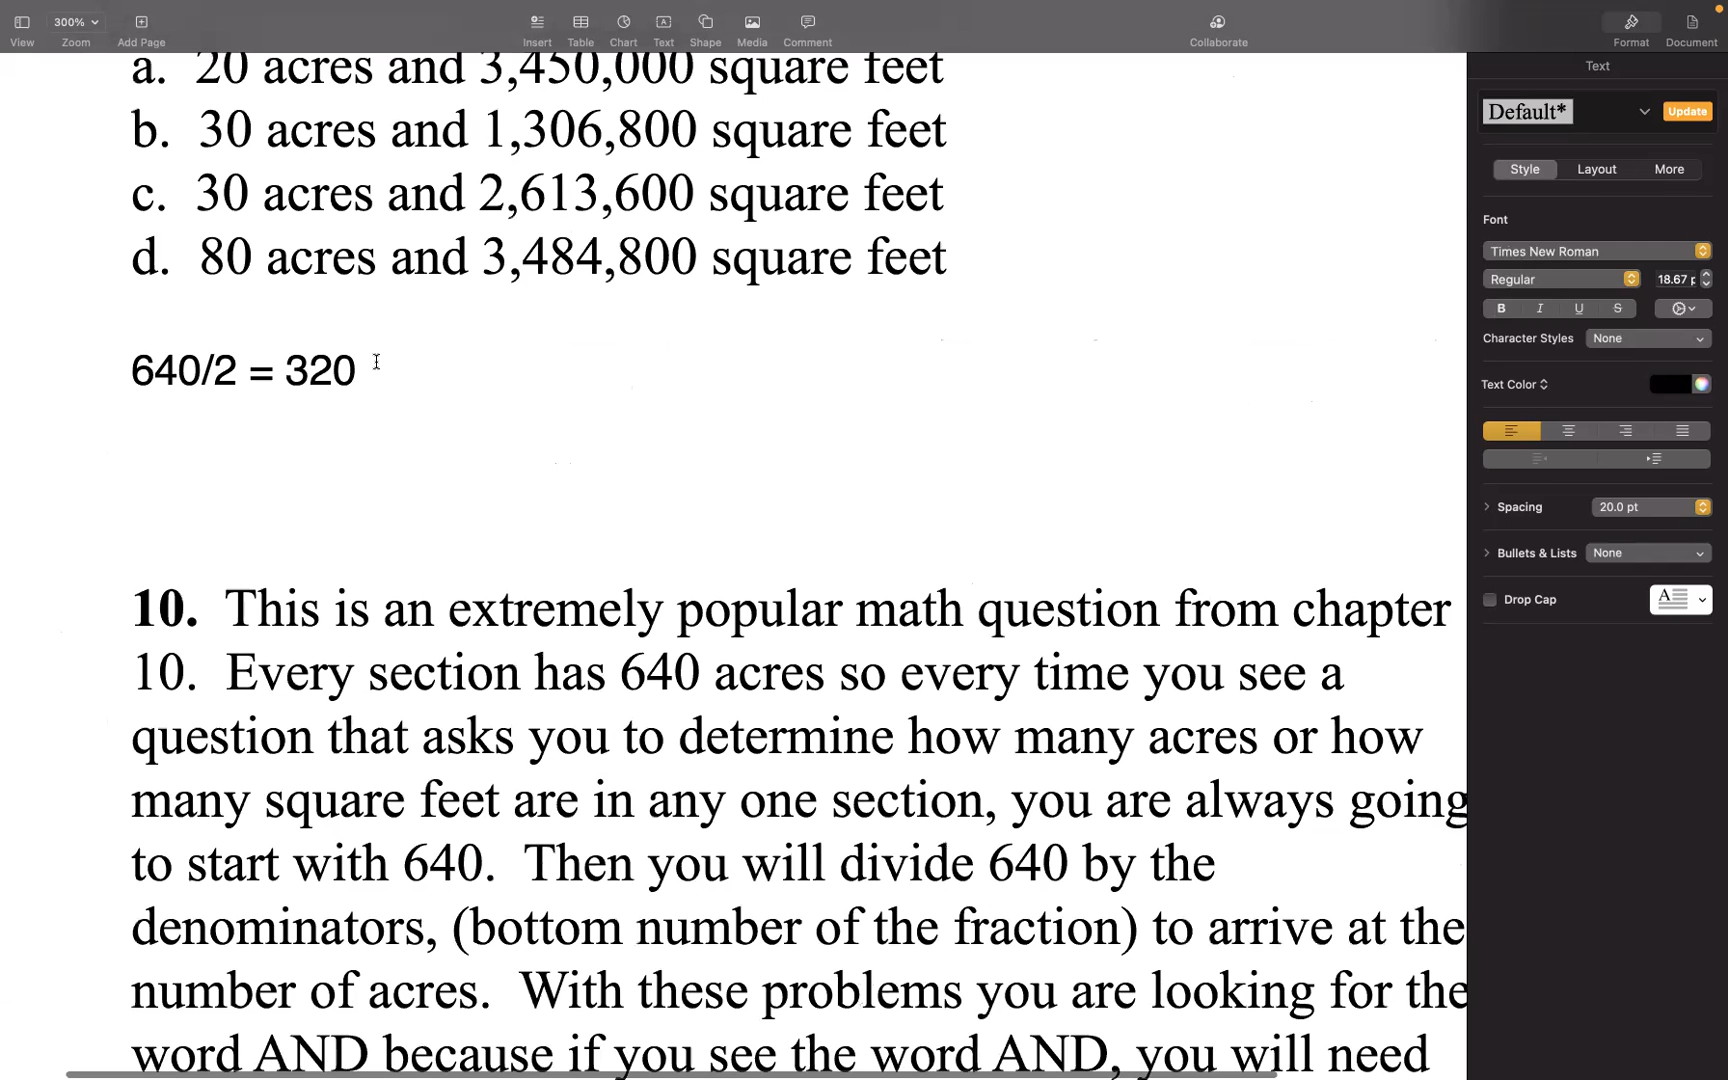 300%
View
Zoom
Add Page
Insert
Table
Chart
Text
Shape
Media
Comment
Collaborate
Format
Document
a. 20 acres and 3,450,000 square feet
b. 30 acres and 1,306,800 square feet
c. 30 acres and 2,613,600 square feet
d. 80 acres and 3,484,800 square feet
640/2 = 320
10. This is an extremely popular math question from chapter
10. Every section has 640 acres so every time you see a
question that asks you to determine how many acres or how
many square feet are in any one section, you are always going
to start with 640. Then you will divide 640 by the
denominators, (bottom number of the fraction) to arrive at the
number of acres. With these problems you are looking for the
word AND because if you see the word AND, you will need
Text
Default*
Update
Style Layout More
Font
Times New Roman
Regular 18.67 p
B I U S
Character Styles None
Text Color
Spacing 20.0 pt
Bullets & Lists None
Drop Cap A